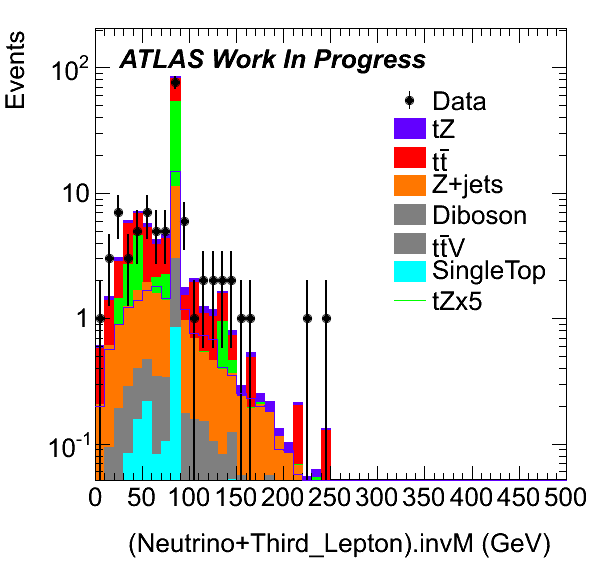 Events
ATLAS Work In Progress
10²
10
1
10⁻¹
Data
tZ
tt̄
Z+jets
Diboson
tt̄V
SingleTop
tZx5
0 50 100 150 200 250 300 350 400 450 500
(Neutrino+Third_Lepton).invM (GeV)